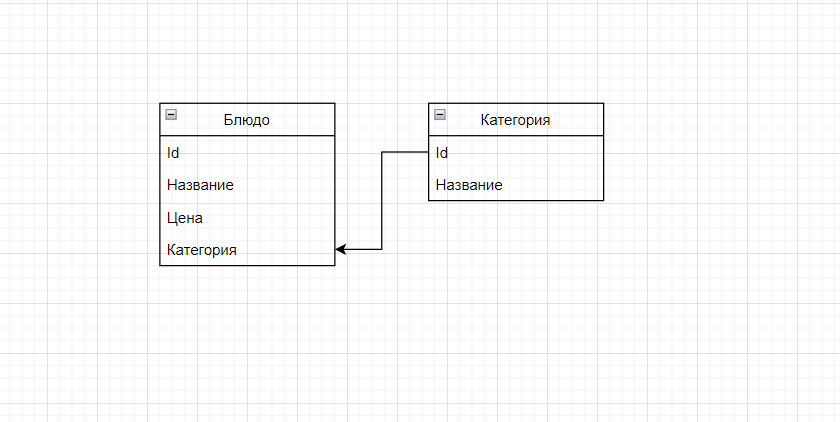 Блюдо
Id
Название
Цена
Категория
Категория
Id
Название